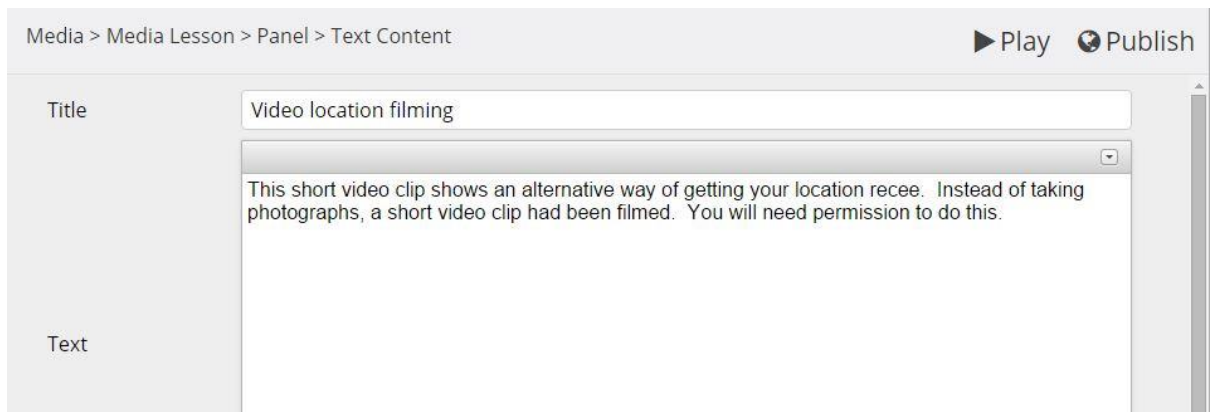 Media > Media Lesson > Panel > Text Content
Play Publish
Title
Video location filming
This short video clip shows an alternative way of getting your location recee.  Instead of taking
photographs, a short video clip had been filmed.  You will need permission to do this.
Text